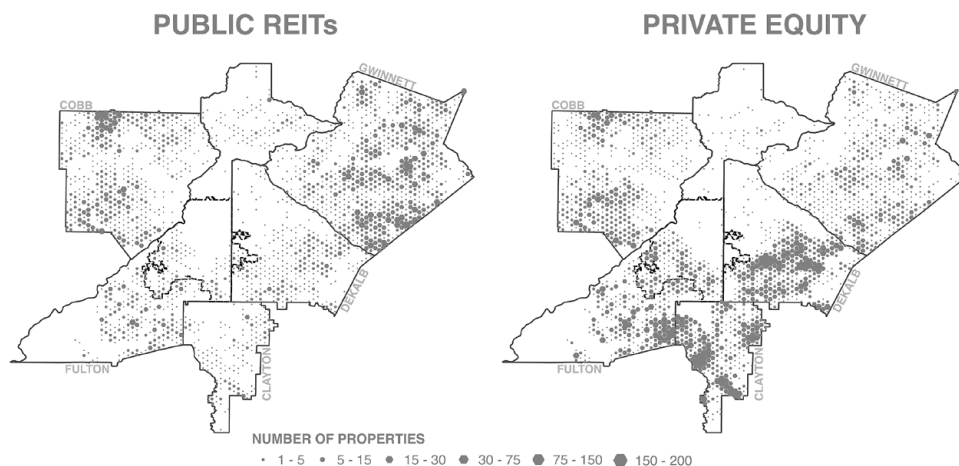 PUBLIC REITs
PRIVATE EQUITY
COBB
GWINNETT
DEKALB
FULTON
CLAYTON
COBB
GWINNETT
DEKALB
FULTON
CLAYTON
NUMBER OF PROPERTIES
1 - 5 5 - 15 15 - 30 30 - 75 75 - 150 150 - 200